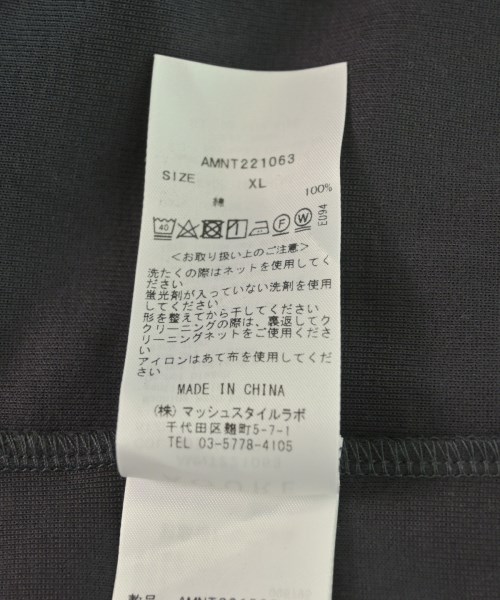 AMNT221063
SIZE XL
綿 100%
40 F W
E094
<お取り扱い上のご注意>
洗たくの際はネットを使用してく
ださい
蛍光剤が入っていない洗剤を使用
してください
形を整えてから干してください
クリーニングの際は、裏返してク
リーニングネットをご使用くださ
い
アイロンはあて布を使用してくだ
さい
MADE IN CHINA
(株)マッシュスタイルラボ
千代田区麹町5-7-1
TEL 03-5778-4105